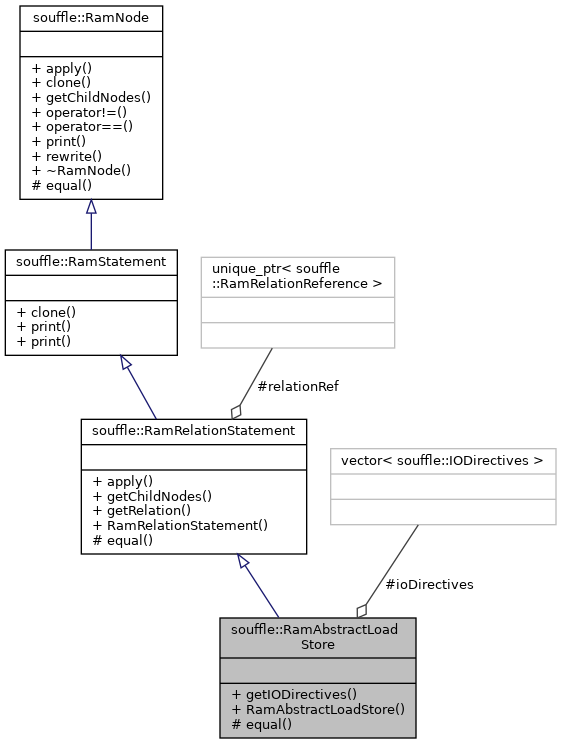 souffle::RamNode
+ apply()
+ clone()
+ getChildNodes()
+ operator!=()
+ operator==()
+ print()
+ rewrite()
+ ~RamNode()
# equal()
souffle::RamStatement
+ clone()
+ print()
+ print()
unique_ptr< souffle
::RamRelationReference >
#relationRef
souffle::RamRelationStatement
+ apply()
+ getChildNodes()
+ getRelation()
+ RamRelationStatement()
# equal()
vector< souffle::IODirectives >
#ioDirectives
souffle::RamAbstractLoad
Store
+ getIODirectives()
+ RamAbstractLoadStore()
# equal()